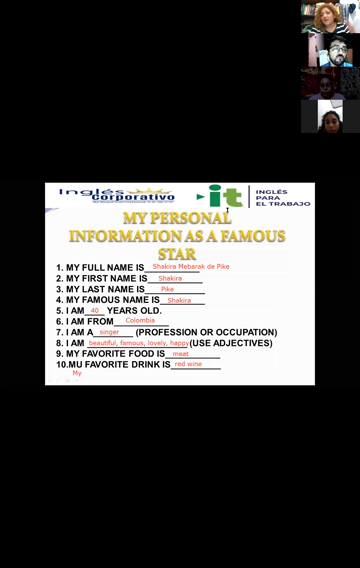 Inglés
Corporativo
it
INGLÉS
PARA
EL TRABAJO
MY PERSONAL
INFORMATION AS A FAMOUS
STAR
1. MY FULL NAME IS Shakira Mebarak de Pike
2. MY FIRST NAME IS Shakira
3. MY LAST NAME IS Pike
4. MY FAMOUS NAME IS Shakira
5. I AM 40 YEARS OLD.
6. I AM FROM Colombia
7. I AM A singer (PROFESSION OR OCCUPATION)
8. I AM beautiful, famous, lovely, happy (USE ADJECTIVES)
9. MY FAVORITE FOOD IS meat
10.MU FAVORITE DRINK IS red wine
My